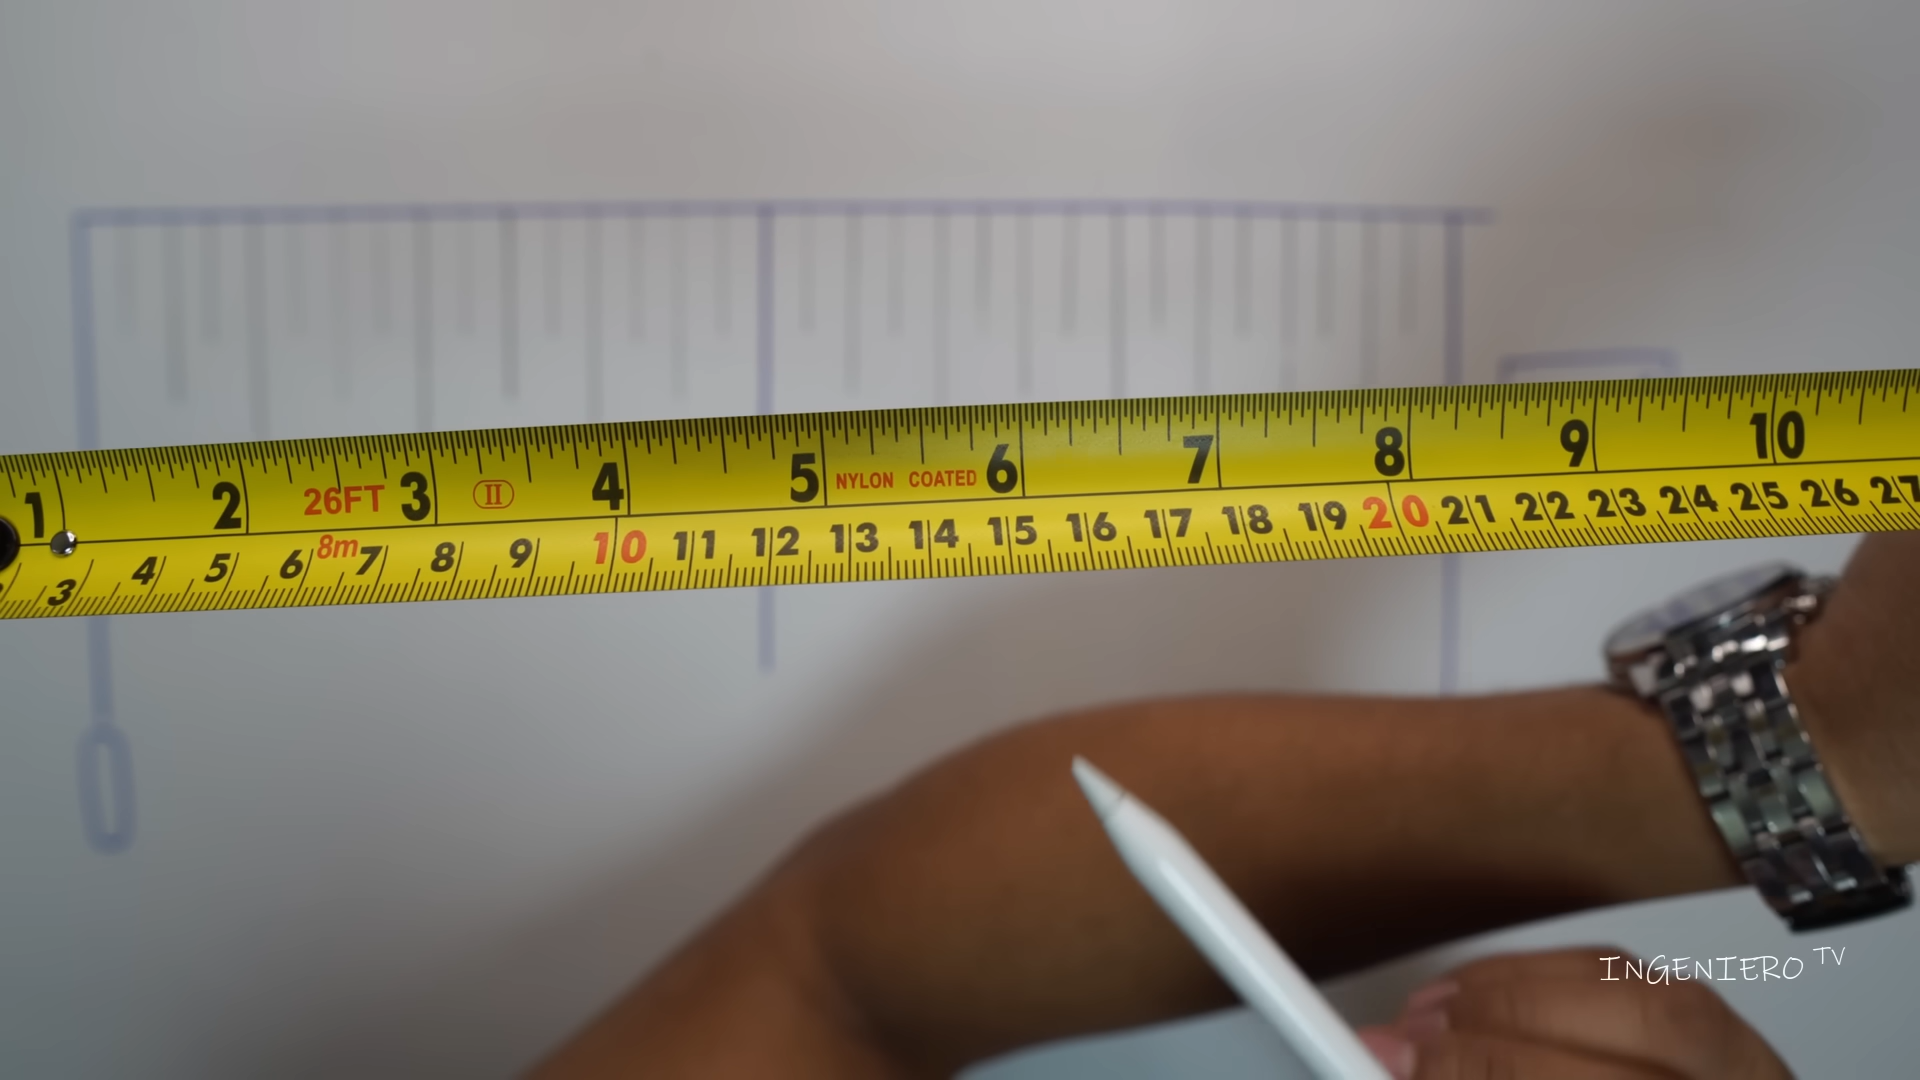 1 2 26FT 3 II 4 5 NYLON COATED 6 7 8 9 10
3 4 5 6 8m 7 8 9 10 11 12 13 14 15 16 17 18 19 20 21 22 23 24 25 26 27
0
INGENIERO TV